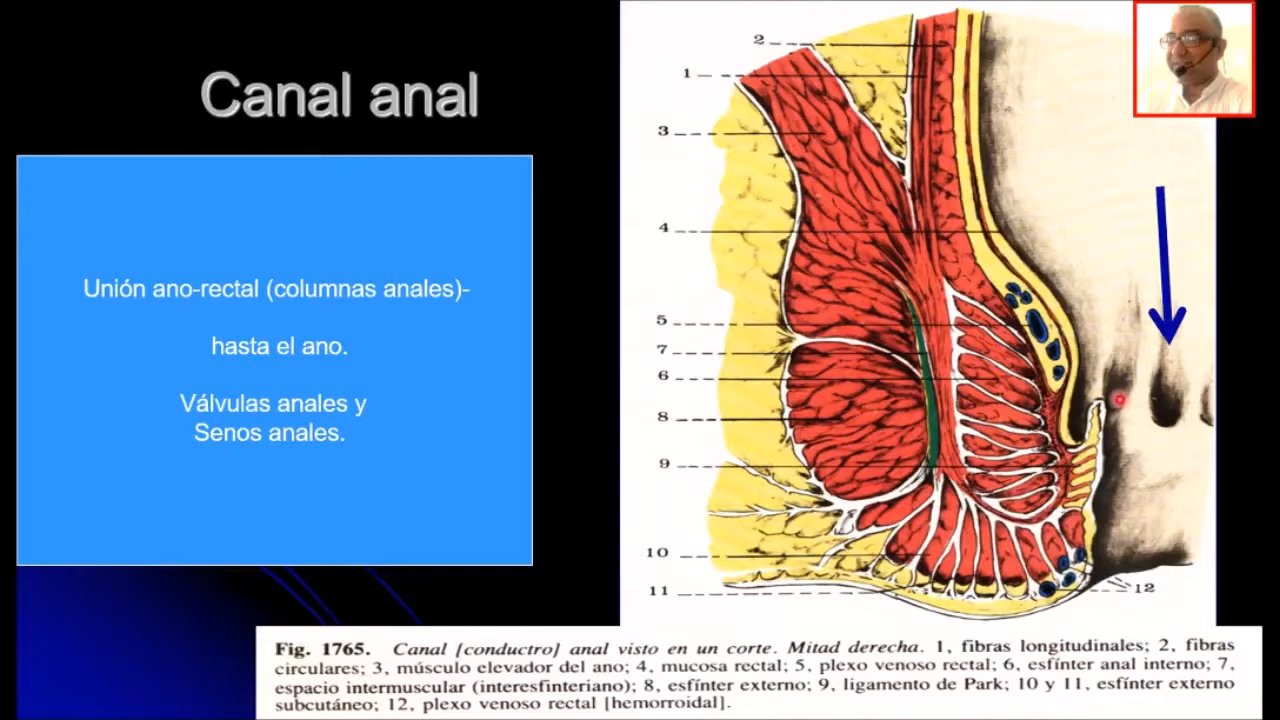 Canal anal
Unión ano-rectal (columnas anales)-
hasta el ano.
Válvulas anales y
Senos anales.
2
1
3
4
5
7
6
8
9
10
11
12
Fig. 1765. Canal [conductro] anal visto en un corte. Mitad derecha. 1, fibras longitudinales; 2, fibras
circulares; 3, músculo elevador del ano; 4, mucosa rectal; 5, plexo venoso rectal; 6, esfínter anal interno; 7,
espacio intermuscular (interesfinteriano); 8, esfínter externo; 9, ligamento de Park; 10 y 11, esfínter externo
subcutáneo; 12, plexo venoso rectal [hemorroidal].